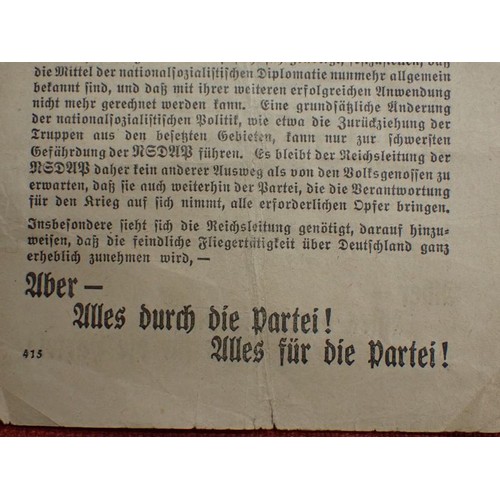 daß
die Mittel der nationalsozialistischen Diplomatie nunmehr allgemein
bekannt sind, und daß mit ihrer weiteren erfolgreichen Anwendung
nicht mehr gerechnet werden kann. Eine grundsätzliche Änderung
der nationalsozialistischen Politik, wie etwa die Zurückziehung der
Truppen aus den besetzten Gebieten, kann nur zur schwersten
Gefährdung der NSDAP führen. Es bleibt der Reichsleitung der
NSDAP daher kein anderer Ausweg als von den Volksgenossen zu
erwarten, daß sie auch weiterhin der Partei, die die Verantwortung
für den Krieg auf sich nimmt, alle erforderlichen Opfer bringen.
Insbesondere sieht sich die Reichsleitung genötigt, darauf hinzu-
weisen, daß die feindliche Fliegertätigkeit über Deutschland ganz
erheblich zunehmen wird, —
Aber —
Alles durch die Partei!
Alles für die Partei!
415